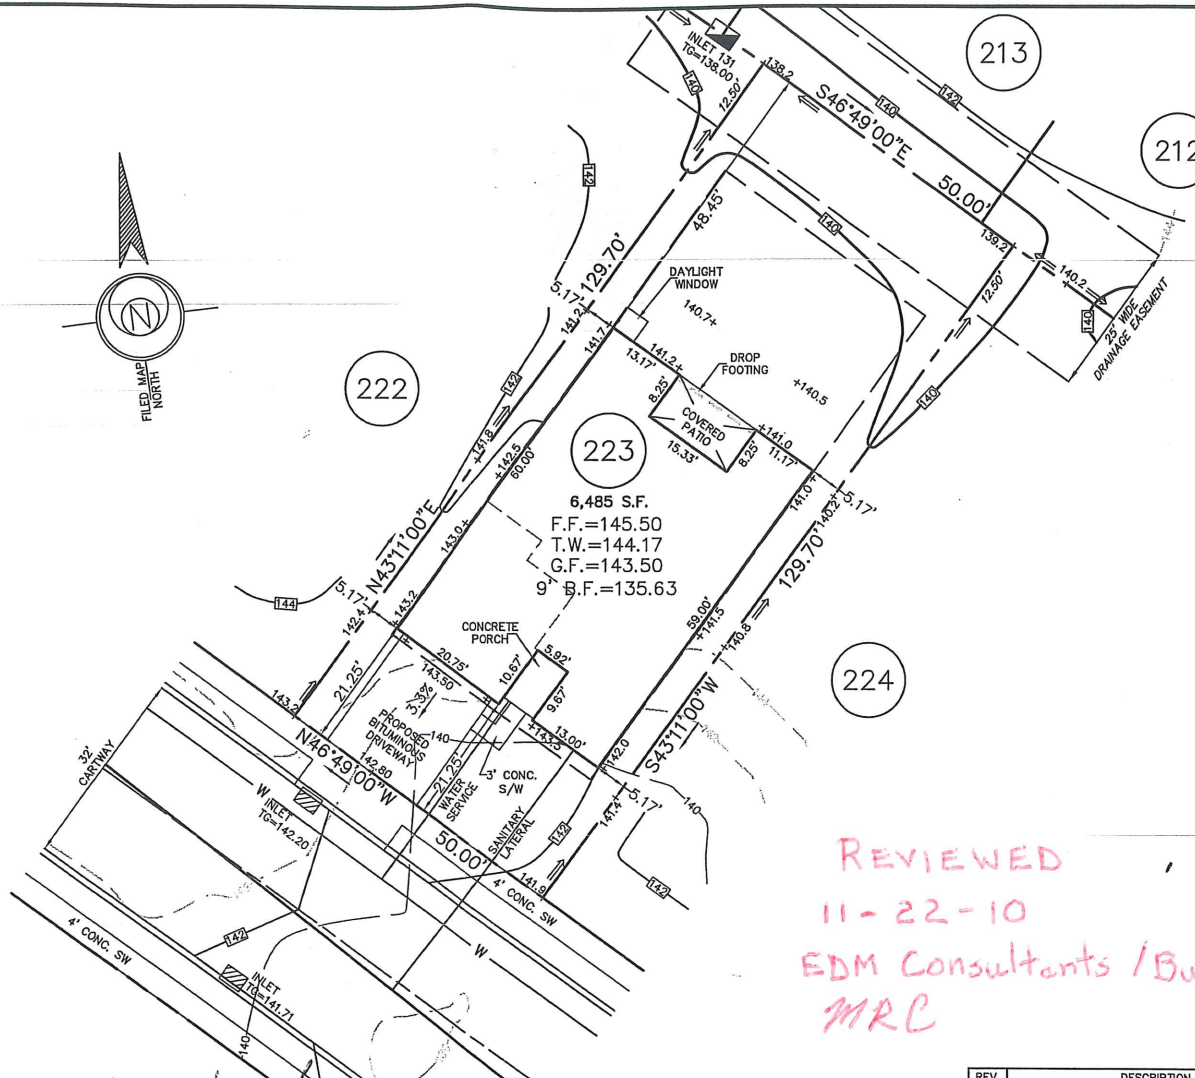 213
212
INLET 131
TG=138.00
140
142
140
138.2
12.50'
S46°49'00"E
50.00'
139.2
12.50'
140.2
144
140
25' WIDE
DRAINAGE EASEMENT
142
140
48.45'
129.70'
5.17'
141.2
141.7
DAYLIGHT
WINDOW
140.7+
141.2
13.17'
DROP
FOOTING
+140.5
140
FILED MAP
NORTH
N
222
142
8.25'
COVERED
PATIO
15.33'
8.25'
+141.0
11.17'
141.0
5.17'
140.2
129.70'
+141.8
+142.5
60.00'
223
6,485 S.F.
F.F.=145.50
T.W.=144.17
G.F.=143.50
9' B.F.=135.63
N43°11'00"E
143.0+
59.00'
+141.5
140.8
144
5.17'
142.4
+143.2
CONCRETE
PORCH
5.92'
10.67'
9.67'
224
20.75'
143.50
21.25'
3.3%
PROPOSED
BITUMINOUS
DRIVEWAY
142.80
140
+143.5
13.00'
142.0
S43°11'00"W
143.2
N46°49'00"W
21.25'
WATER
SERVICE
3' CONC.
S/W
SANITARY
LATERAL
5.17'
141.4
140
142
142
32'
CARTWAY
W
INLET
TG=142.20
50.00'
141.9
4' CONC. SW
W
4' CONC. SW
142
INLET
TG=141.71
140
REVIEWED
11-22-10
EDM Consultants / Bu
MRC
REV
DESCRIPTION